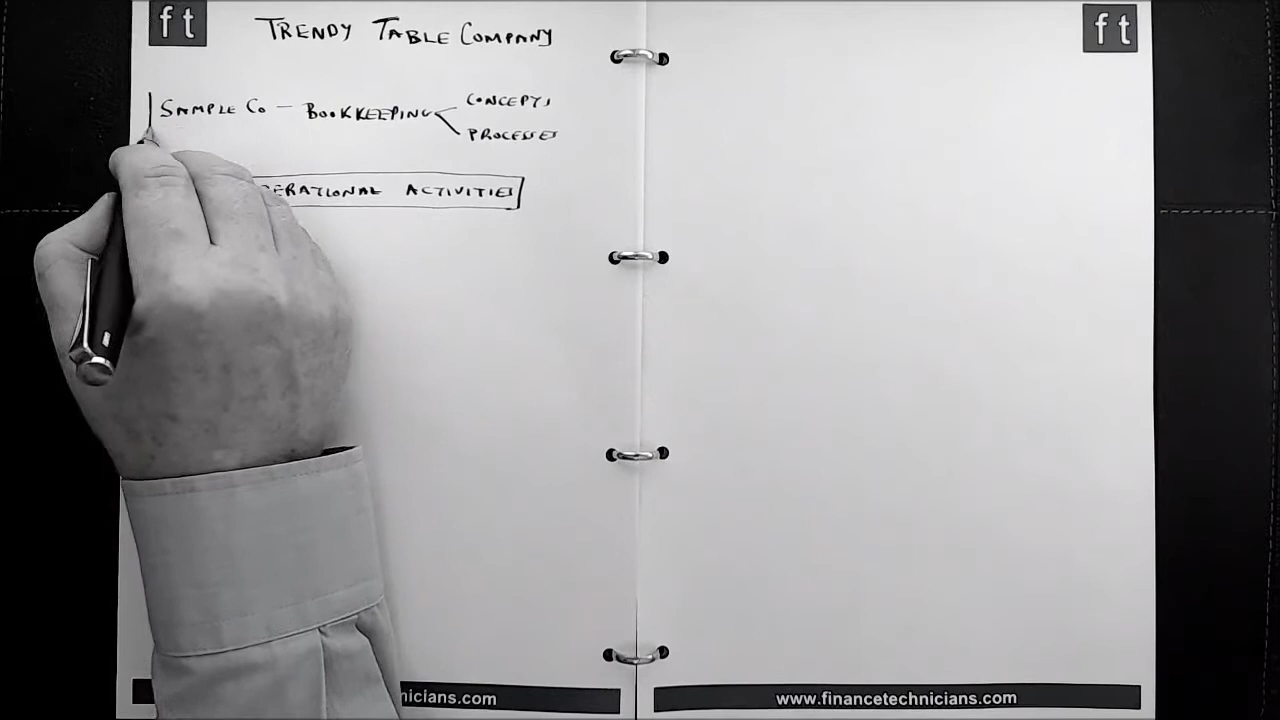 ft
TRENDY TABLE COMPANY
ft
SAMPLE CO - BOOKKEEPING
CONCEPTS
PROCESSES
ERATIONAL ACTIVITIES
nicians.com
www.financetechnicians.com